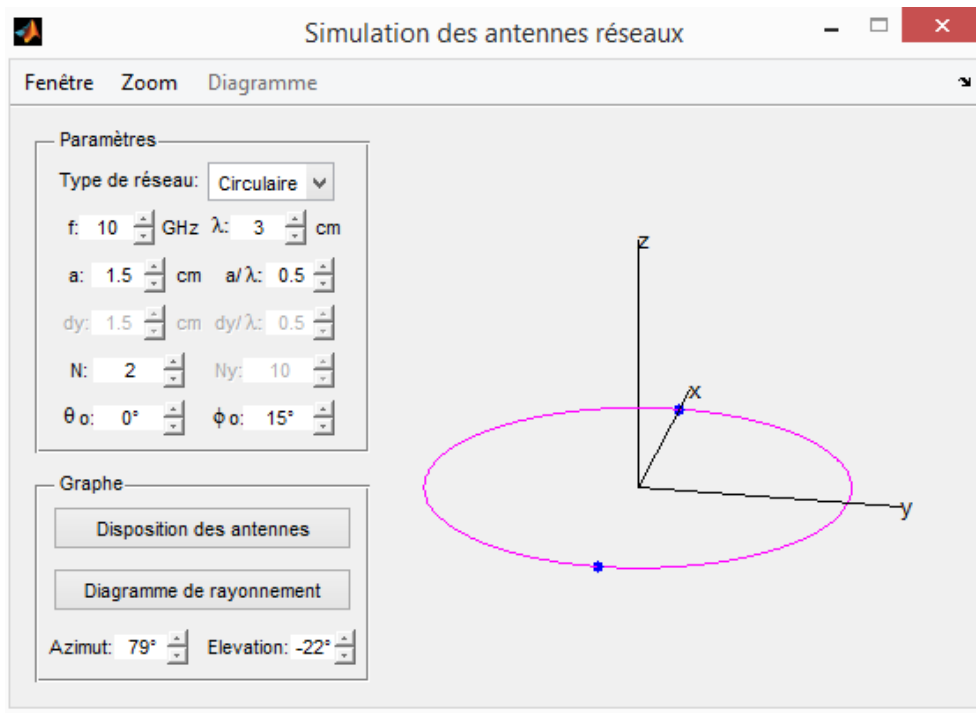 Simulation des antennes réseaux
Fenêtre Zoom Diagramme
Paramètres
Type de réseau: Circulaire
f: 10 GHz λ: 3 cm
a: 1.5 cm a/λ: 0.5
dy: 1.5 cm dy/λ: 0.5
N: 2 Ny: 10
θo: 0° ϕo: 15°
Graphe
Disposition des antennes
Diagramme de rayonnement
Azimut: 79° Elevation: -22°
z
x
y